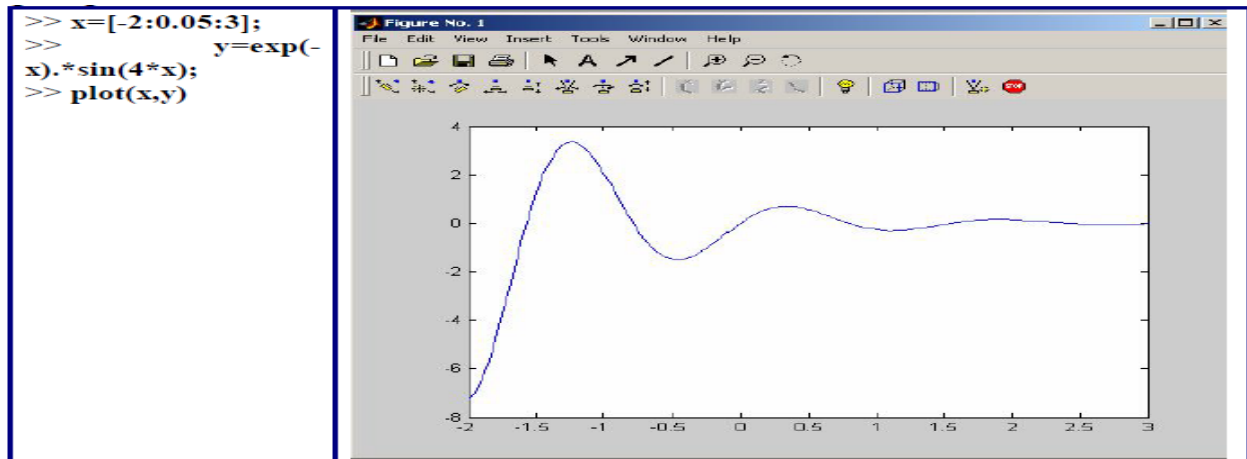 >> x=[-2:0.05:3];
>> y=exp(-
x).*sin(4*x);
>> plot(x,y)
Figure No. 1
File Edit View Insert Tools Window Help
A
4
2
0
-2
-4
-6
-8
-2 -1.5 -1 -0.5 0 0.5 1 1.5 2 2.5 3